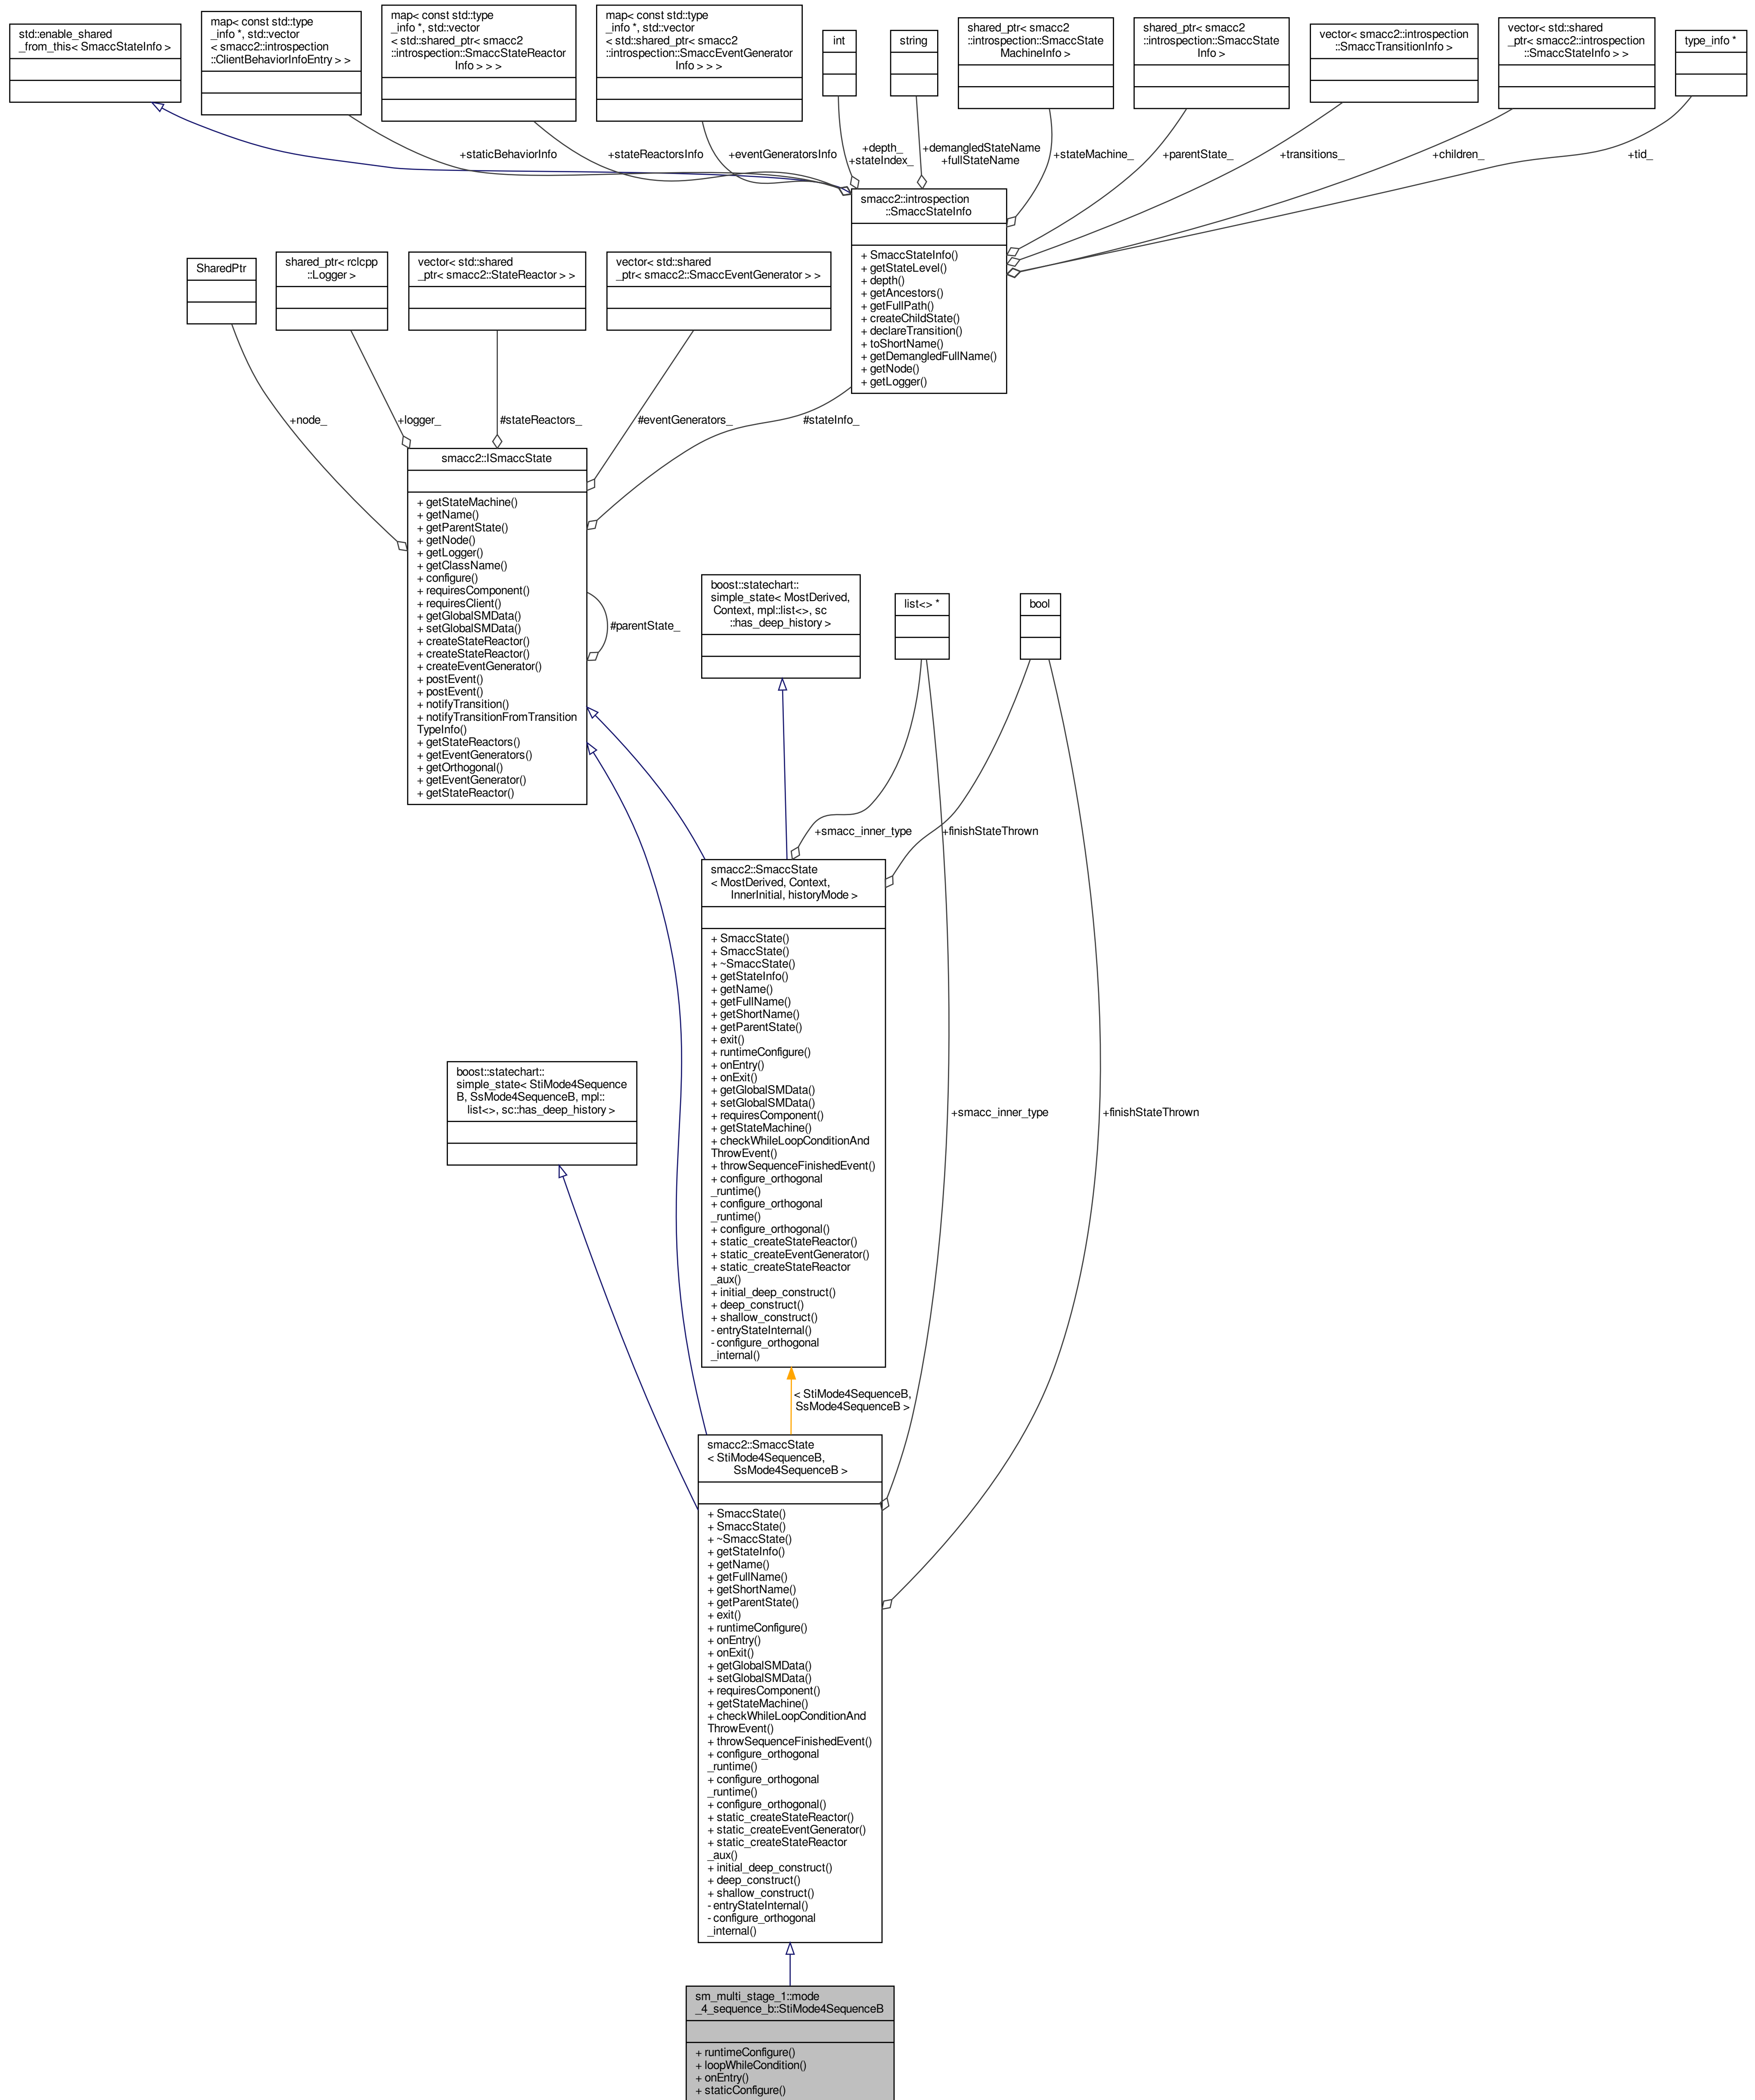 std::enable_shared
_from_this< SmaccStateInfo >
map< const std::type
_info *, std::vector
< smacc2::introspection
::ClientBehaviorInfoEntry > >
map< const std::type
_info *, std::vector
< std::shared_ptr< smacc2
::introspection::SmaccStateReactor
Info > > >
map< const std::type
_info *, std::vector
< std::shared_ptr< smacc2
::introspection::SmaccEventGenerator
Info > > >
int
string
shared_ptr< smacc2
::introspection::SmaccState
MachineInfo >
shared_ptr< smacc2
::introspection::SmaccState
Info >
vector< smacc2::introspection
::SmaccTransitionInfo >
vector< std::shared
_ptr< smacc2::introspection
::SmaccStateInfo > >
type_info *
+staticBehaviorInfo
+stateReactorsInfo
+eventGeneratorsInfo
+depth_
+stateIndex_
+demangledStateName
+fullStateName
+stateMachine_
+parentState_
+transitions_
+children_
+tid_
smacc2::introspection
::SmaccStateInfo
+ SmaccStateInfo()
+ getStateLevel()
+ depth()
+ getAncestors()
+ getFullPath()
+ createChildState()
+ declareTransition()
+ toShortName()
+ getDemangledFullName()
+ getNode()
+ getLogger()
SharedPtr
shared_ptr< rclcpp
::Logger >
vector< std::shared
_ptr< smacc2::StateReactor > >
vector< std::shared
_ptr< smacc2::SmaccEventGenerator > >
+node_
+logger_
#stateReactors_
#eventGenerators_
#stateInfo_
smacc2::ISmaccState
+ getStateMachine()
+ getName()
+ getParentState()
+ getNode()
+ getLogger()
+ getClassName()
+ configure()
+ requiresComponent()
+ requiresClient()
+ getGlobalSMData()
+ setGlobalSMData()
+ createStateReactor()
+ createStateReactor()
+ createEventGenerator()
+ postEvent()
+ postEvent()
+ notifyTransition()
+ notifyTransitionFromTransition
TypeInfo()
+ getStateReactors()
+ getEventGenerators()
+ getOrthogonal()
+ getEventGenerator()
+ getStateReactor()
#parentState_
boost::statechart::
simple_state< MostDerived,
Context, mpl::list<>, sc
::has_deep_history >
list<> *
bool
+smacc_inner_type
+finishStateThrown
smacc2::SmaccState
< MostDerived, Context,
InnerInitial, historyMode >
+ SmaccState()
+ SmaccState()
+ ~SmaccState()
+ getStateInfo()
+ getName()
+ getFullName()
+ getShortName()
+ getParentState()
+ exit()
+ runtimeConfigure()
+ onEntry()
+ onExit()
+ getGlobalSMData()
+ setGlobalSMData()
+ requiresComponent()
+ getStateMachine()
+ checkWhileLoopConditionAnd
ThrowEvent()
+ throwSequenceFinishedEvent()
+ configure_orthogonal
_runtime()
+ configure_orthogonal
_runtime()
+ configure_orthogonal()
+ static_createStateReactor()
+ static_createEventGenerator()
+ static_createStateReactor
_aux()
+ initial_deep_construct()
+ deep_construct()
+ shallow_construct()
- entryStateInternal()
- configure_orthogonal
_internal()
boost::statechart::
simple_state< StiMode4Sequence
B, SsMode4SequenceB, mpl::
list<>, sc::has_deep_history >
+smacc_inner_type
+finishStateThrown
< StiMode4SequenceB,
SsMode4SequenceB >
smacc2::SmaccState
< StiMode4SequenceB,
SsMode4SequenceB >
+ SmaccState()
+ SmaccState()
+ ~SmaccState()
+ getStateInfo()
+ getName()
+ getFullName()
+ getShortName()
+ getParentState()
+ exit()
+ runtimeConfigure()
+ onEntry()
+ onExit()
+ getGlobalSMData()
+ setGlobalSMData()
+ requiresComponent()
+ getStateMachine()
+ checkWhileLoopConditionAnd
ThrowEvent()
+ throwSequenceFinishedEvent()
+ configure_orthogonal
_runtime()
+ configure_orthogonal
_runtime()
+ configure_orthogonal()
+ static_createStateReactor()
+ static_createEventGenerator()
+ static_createStateReactor
_aux()
+ initial_deep_construct()
+ deep_construct()
+ shallow_construct()
- entryStateInternal()
- configure_orthogonal
_internal()
sm_multi_stage_1::mode
_4_sequence_b::StiMode4SequenceB
+ runtimeConfigure()
+ loopWhileCondition()
+ onEntry()
+ staticConfigure()